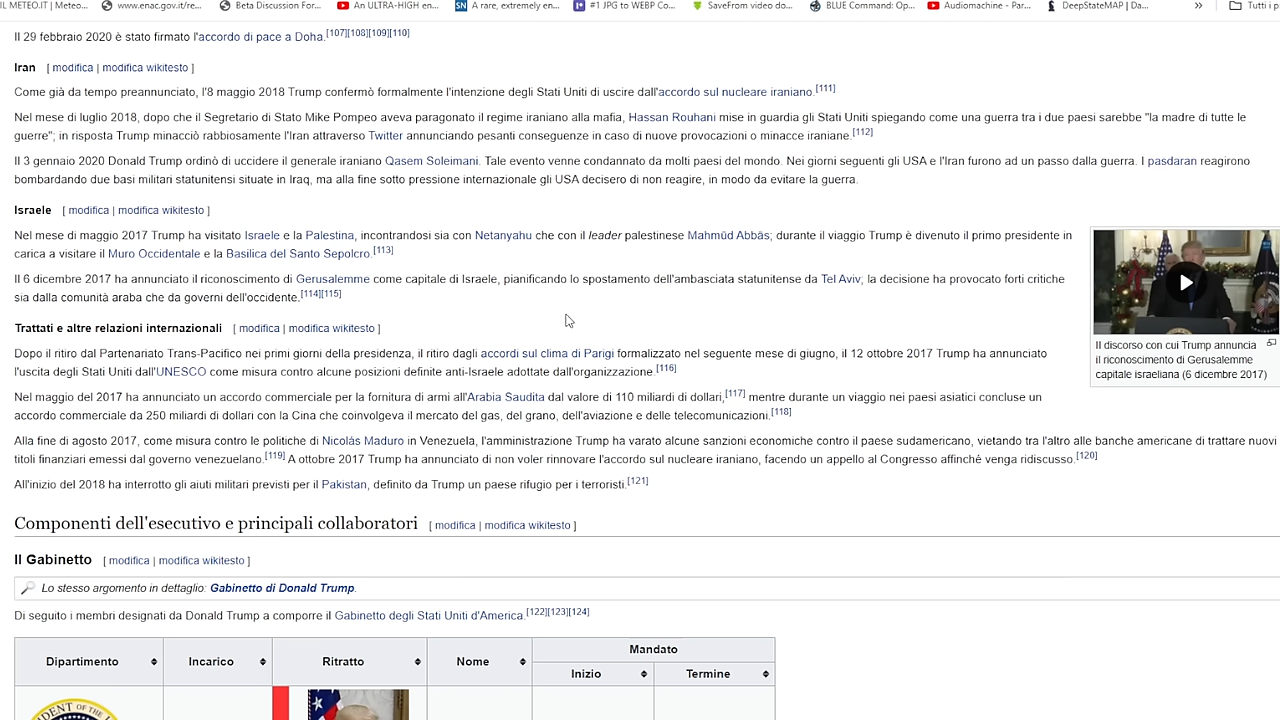 IL METEO.IT | Meteo...
www.enac.gov.it/re...
Beta Discussion For...
An ULTRA-HIGH en...
SN A rare, extremely en...
#1 JPG to WEBP Co...
SaveFrom video do...
BLUE Command: Op...
Audiomachine - Par...
DeepStateMAP | Da...
»
Tutti i p
Il 29 febbraio 2020 è stato firmato l'accordo di pace a Doha.[107][108][109][110]
Iran [ modifica | modifica wikitesto ]
Come già da tempo preannunciato, l'8 maggio 2018 Trump confermò formalmente l'intenzione degli Stati Uniti di uscire dall'accordo sul nucleare iraniano.[111]
Nel mese di luglio 2018, dopo che il Segretario di Stato Mike Pompeo aveva paragonato il regime iraniano alla mafia, Hassan Rouhani mise in guardia gli Stati Uniti spiegando come una guerra tra i due paesi sarebbe "la madre di tutte le
guerre"; in risposta Trump minacciò rabbiosamente l'Iran attraverso Twitter annunciando pesanti conseguenze in caso di nuove provocazioni o minacce iraniane.[112]
Il 3 gennaio 2020 Donald Trump ordinò di uccidere il generale iraniano Qasem Soleimani. Tale evento venne condannato da molti paesi del mondo. Nei giorni seguenti gli USA e l'Iran furono ad un passo dalla guerra. I pasdaran reagirono
bombardando due basi militari statunitensi situate in Iraq, ma alla fine sotto pressione internazionale gli USA decisero di non reagire, in modo da evitare la guerra.
Israele [ modifica | modifica wikitesto ]
Nel mese di maggio 2017 Trump ha visitato Israele e la Palestina, incontrandosi sia con Netanyahu che con il leader palestinese Mahmūd Abbās; durante il viaggio Trump è divenuto il primo presidente in
carica a visitare il Muro Occidentale e la Basilica del Santo Sepolcro.[113]
Il 6 dicembre 2017 ha annunciato il riconoscimento di Gerusalemme come capitale di Israele, pianificando lo spostamento dell'ambasciata statunitense da Tel Aviv; la decisione ha provocato forti critiche
sia dalla comunità araba che da governi dell'occidente.[114][115]
Il discorso con cui Trump annuncia
il riconoscimento di Gerusalemme
capitale israeliana (6 dicembre 2017)
Trattati e altre relazioni internazionali [ modifica | modifica wikitesto ]
Dopo il ritiro dal Partenariato Trans-Pacifico nei primi giorni della presidenza, il ritiro dagli accordi sul clima di Parigi formalizzato nel seguente mese di giugno, il 12 ottobre 2017 Trump ha annunciato
l'uscita degli Stati Uniti dall'UNESCO come misura contro alcune posizioni definite anti-Israele adottate dall'organizzazione.[116]
Nel maggio del 2017 ha annunciato un accordo commerciale per la fornitura di armi all'Arabia Saudita dal valore di 110 miliardi di dollari,[117] mentre durante un viaggio nei paesi asiatici concluse un
accordo commerciale da 250 miliardi di dollari con la Cina che coinvolgeva il mercato del gas, del grano, dell'aviazione e delle telecomunicazioni.[118]
Alla fine di agosto 2017, come misura contro le politiche di Nicolás Maduro in Venezuela, l'amministrazione Trump ha varato alcune sanzioni economiche contro il paese sudamericano, vietando tra l'altro alle banche americane di trattare nuovi
titoli finanziari emessi dal governo venezuelano.[119] A ottobre 2017 Trump ha annunciato di non voler rinnovare l'accordo sul nucleare iraniano, facendo un appello al Congresso affinché venga ridiscusso.[120]
All'inizio del 2018 ha interrotto gli aiuti militari previsti per il Pakistan, definito da Trump un paese rifugio per i terroristi.[121]
Componenti dell'esecutivo e principali collaboratori [ modifica | modifica wikitesto ]
Il Gabinetto [ modifica | modifica wikitesto ]
Lo stesso argomento in dettaglio: Gabinetto di Donald Trump.
Di seguito i membri designati da Donald Trump a comporre il Gabinetto degli Stati Uniti d'America.[122][123][124]
Dipartimento Incarico Ritratto Nome Mandato
Inizio Termine